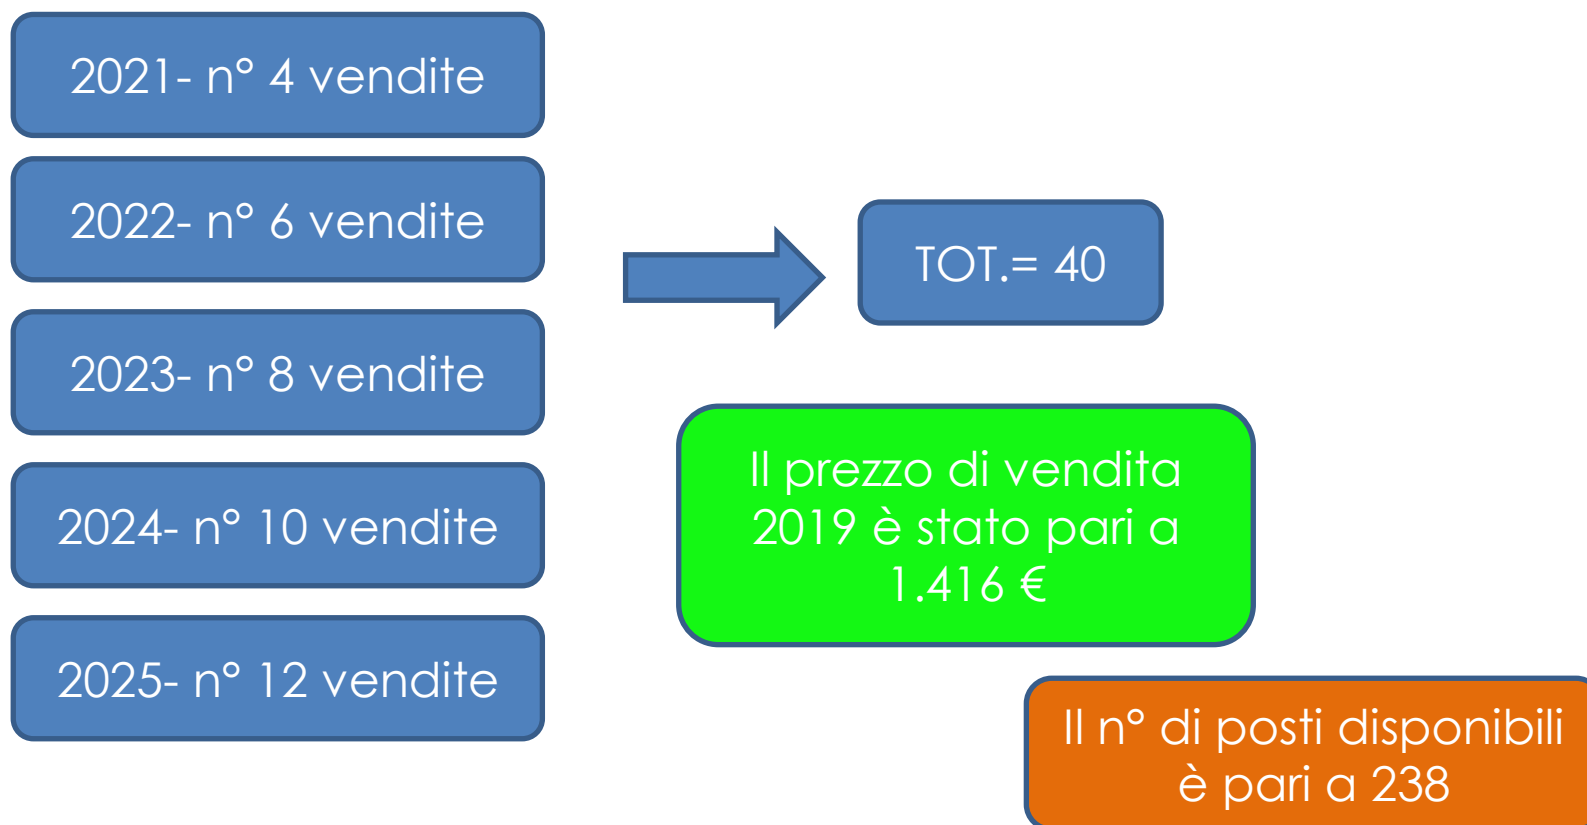 2021- n° 4 vendite
2022- n° 6 vendite
2023- n° 8 vendite
2024- n° 10 vendite
2025- n° 12 vendite
TOT.= 40
Il prezzo di vendita
2019 è stato pari a
1.416 €
Il n° di posti disponibili
è pari a 238